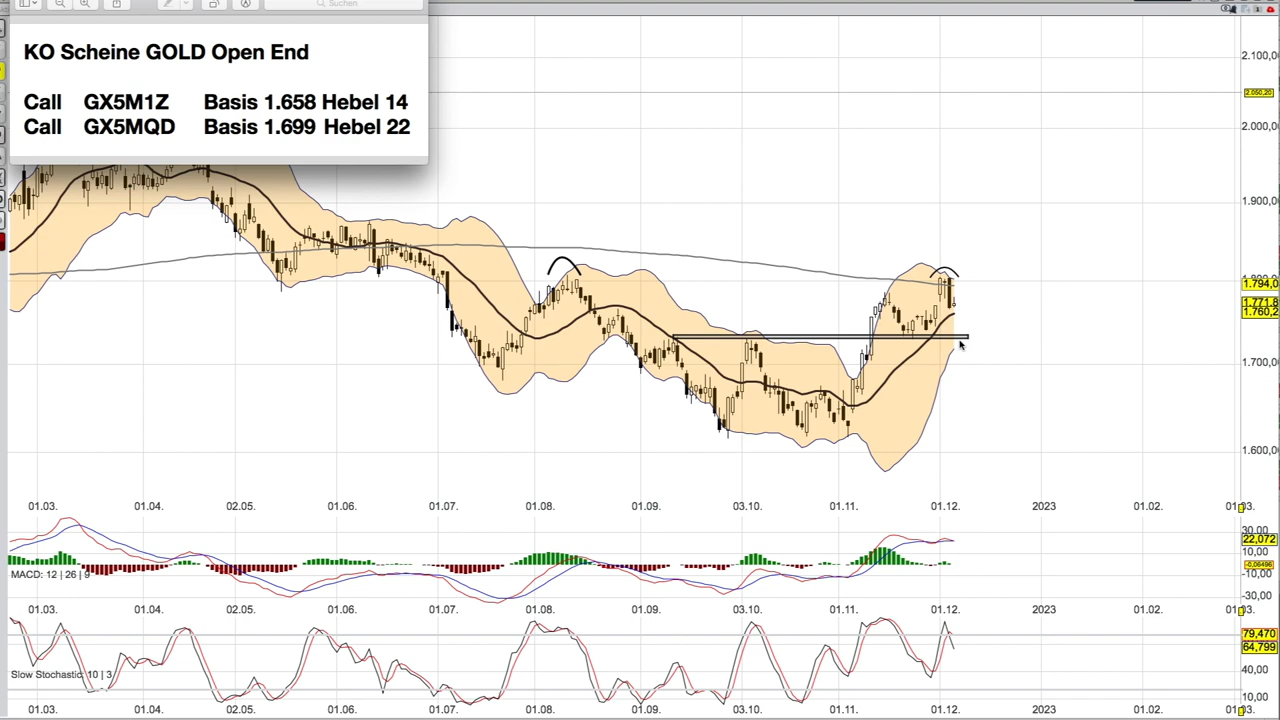 Suchen
KO Scheine GOLD Open End
Call GX5M1Z Basis 1.658 Hebel 14
Call GX5MQD Basis 1.699 Hebel 22
2.100,00
2.050,20
2.000,00
1.900,00
1.794,0
1.771,8
1.760,2
1.700,00
1.600,00
01.03. 01.04. 02.05. 01.06. 01.07. 01.08. 01.09. 03.10. 01.11. 01.12. 2023 01.02. 01.03.
30,00
22,072
10,00
-0,06496
-10,00
-30,00
MACD: 12 | 26 | 9
01.03. 01.04. 02.05. 01.06. 01.07. 01.08. 01.09. 03.10. 01.11. 01.12. 2023 01.02. 01.03.
79,470
64,799
40,00
10,00
Slow Stochastic: 10 | 3
01.03. 01.04. 02.05. 01.06. 01.07. 01.08. 01.09. 03.10. 01.11. 01.12. 2023 01.02. 01.03.